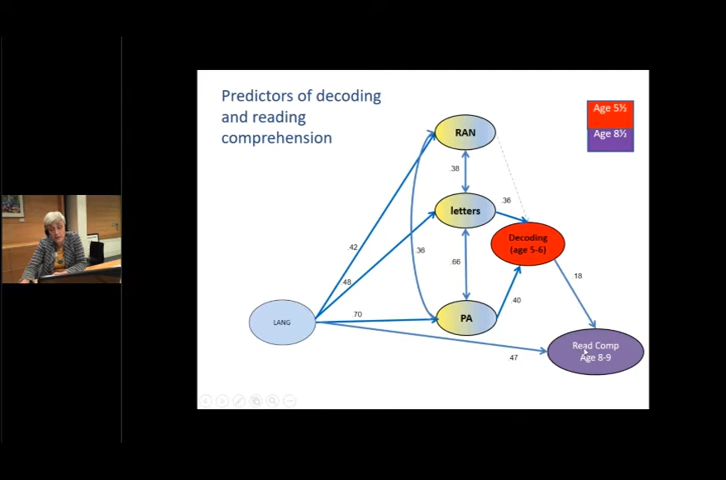 Predictors of decoding
and reading
comprehension
Age 5½
Age 8½
RAN
.38
letters
.36
Decoding
(age 5-6)
.42
.36
.66
.48
.18
70
PA
40
LANG
.47
Read Comp
Age 8-9